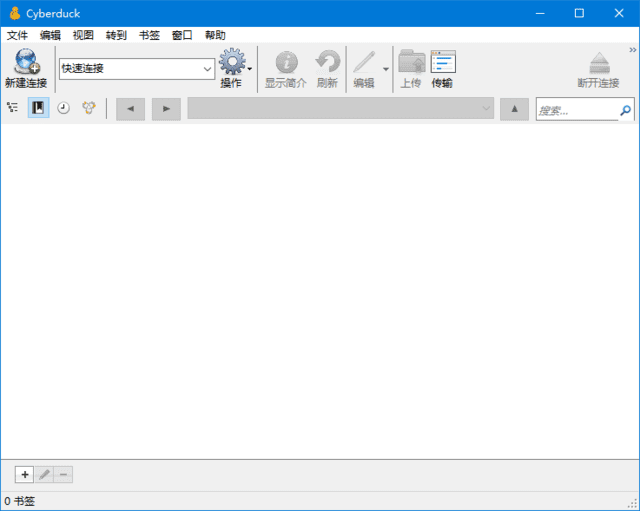 Cyberduck
文件 编辑 视图 转到 书签 窗口 帮助
新建连接 快速连接 操作 显示简介 刷新 编辑 上传 传输 断开连接
搜索...
0 书签